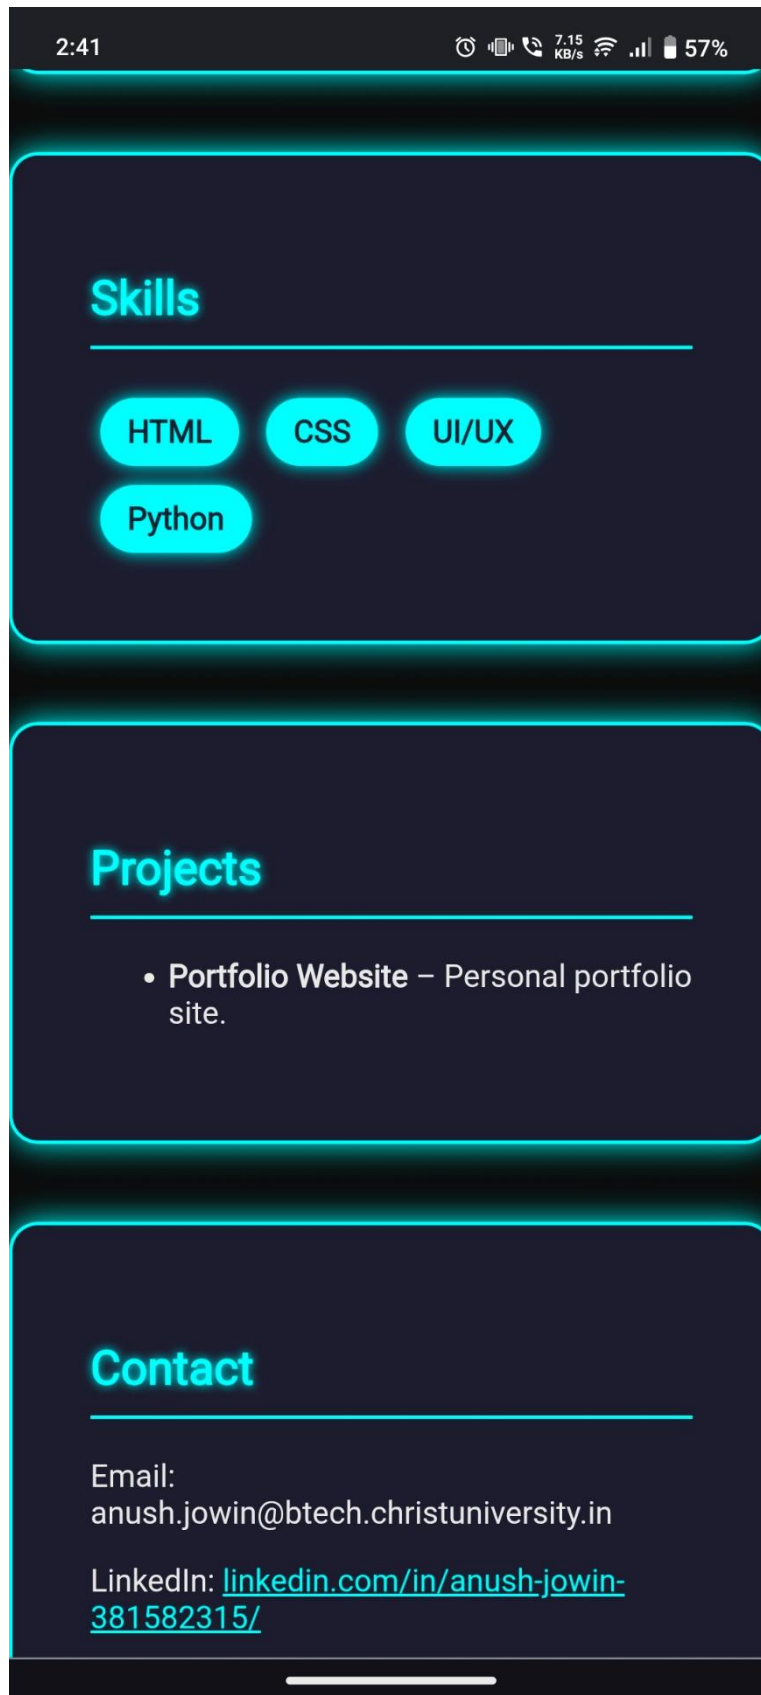 2:41 7.15 KB/s 57%
Skills
HTML CSS UI/UX
Python
Projects
• Portfolio Website – Personal portfolio
site.
Contact
Email:
anush.jowin@btech.christuniversity.in
LinkedIn: linkedin.com/in/anush-jowin-
381582315/